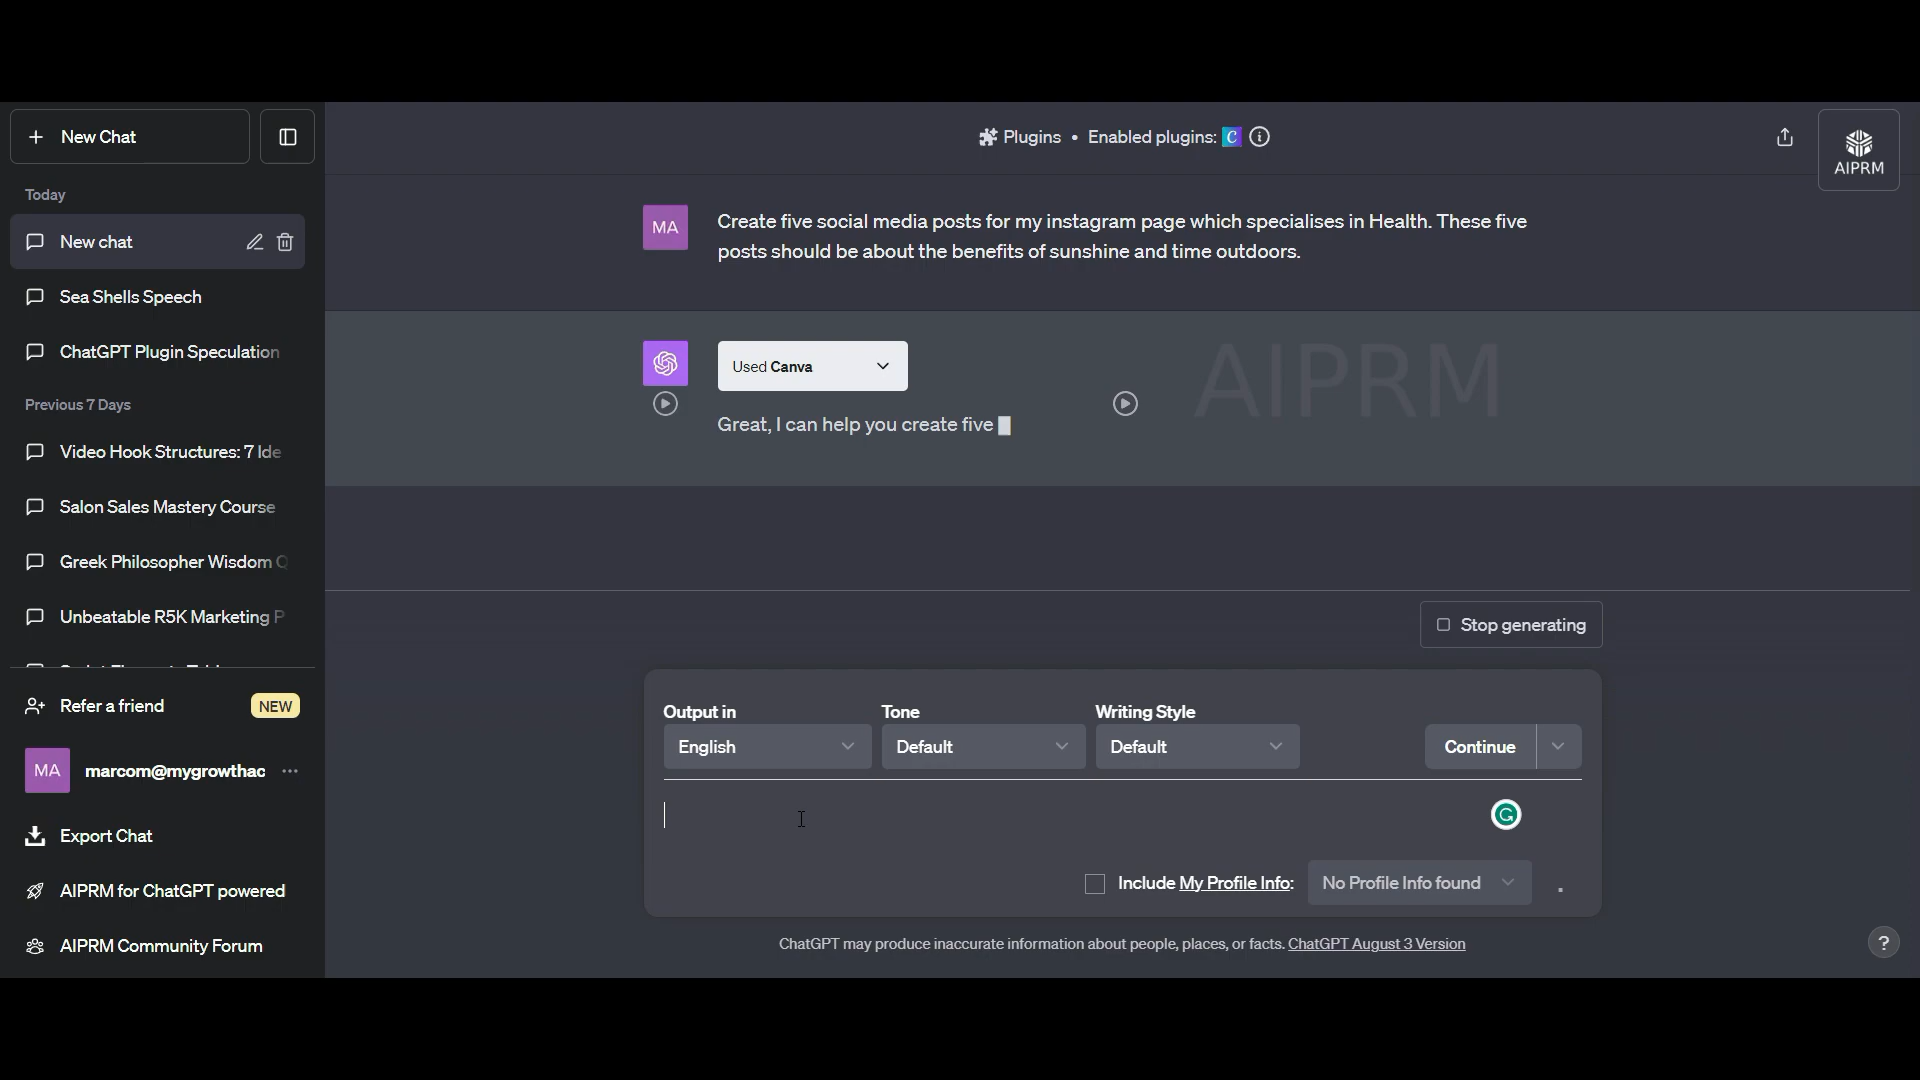 New Chat
Today
New chat
Sea Shells Speech
ChatGPT Plugin Speculation
Previous 7 Days
Video Hook Structures: 7 Ide
Salon Sales Mastery Course
Greek Philosopher Wisdom Q
Unbeatable R5K Marketing P
Refer a friend NEW
MA marcom@mygrowthac ...
Export Chat
AIPRM for ChatGPT powered
AIPRM Community Forum
Plugins • Enabled plugins: C
AIPRM
MA Create five social media posts for my instagram page which specialises in Health. These five
posts should be about the benefits of sunshine and time outdoors.
Used Canva
AIPRM
Great, I can help you create five
Stop generating
Output in Tone Writing Style
English Default Default Continue
G
Include My Profile Info: No Profile Info found .
ChatGPT may produce inaccurate information about people, places, or facts. ChatGPT August 3 Version
?